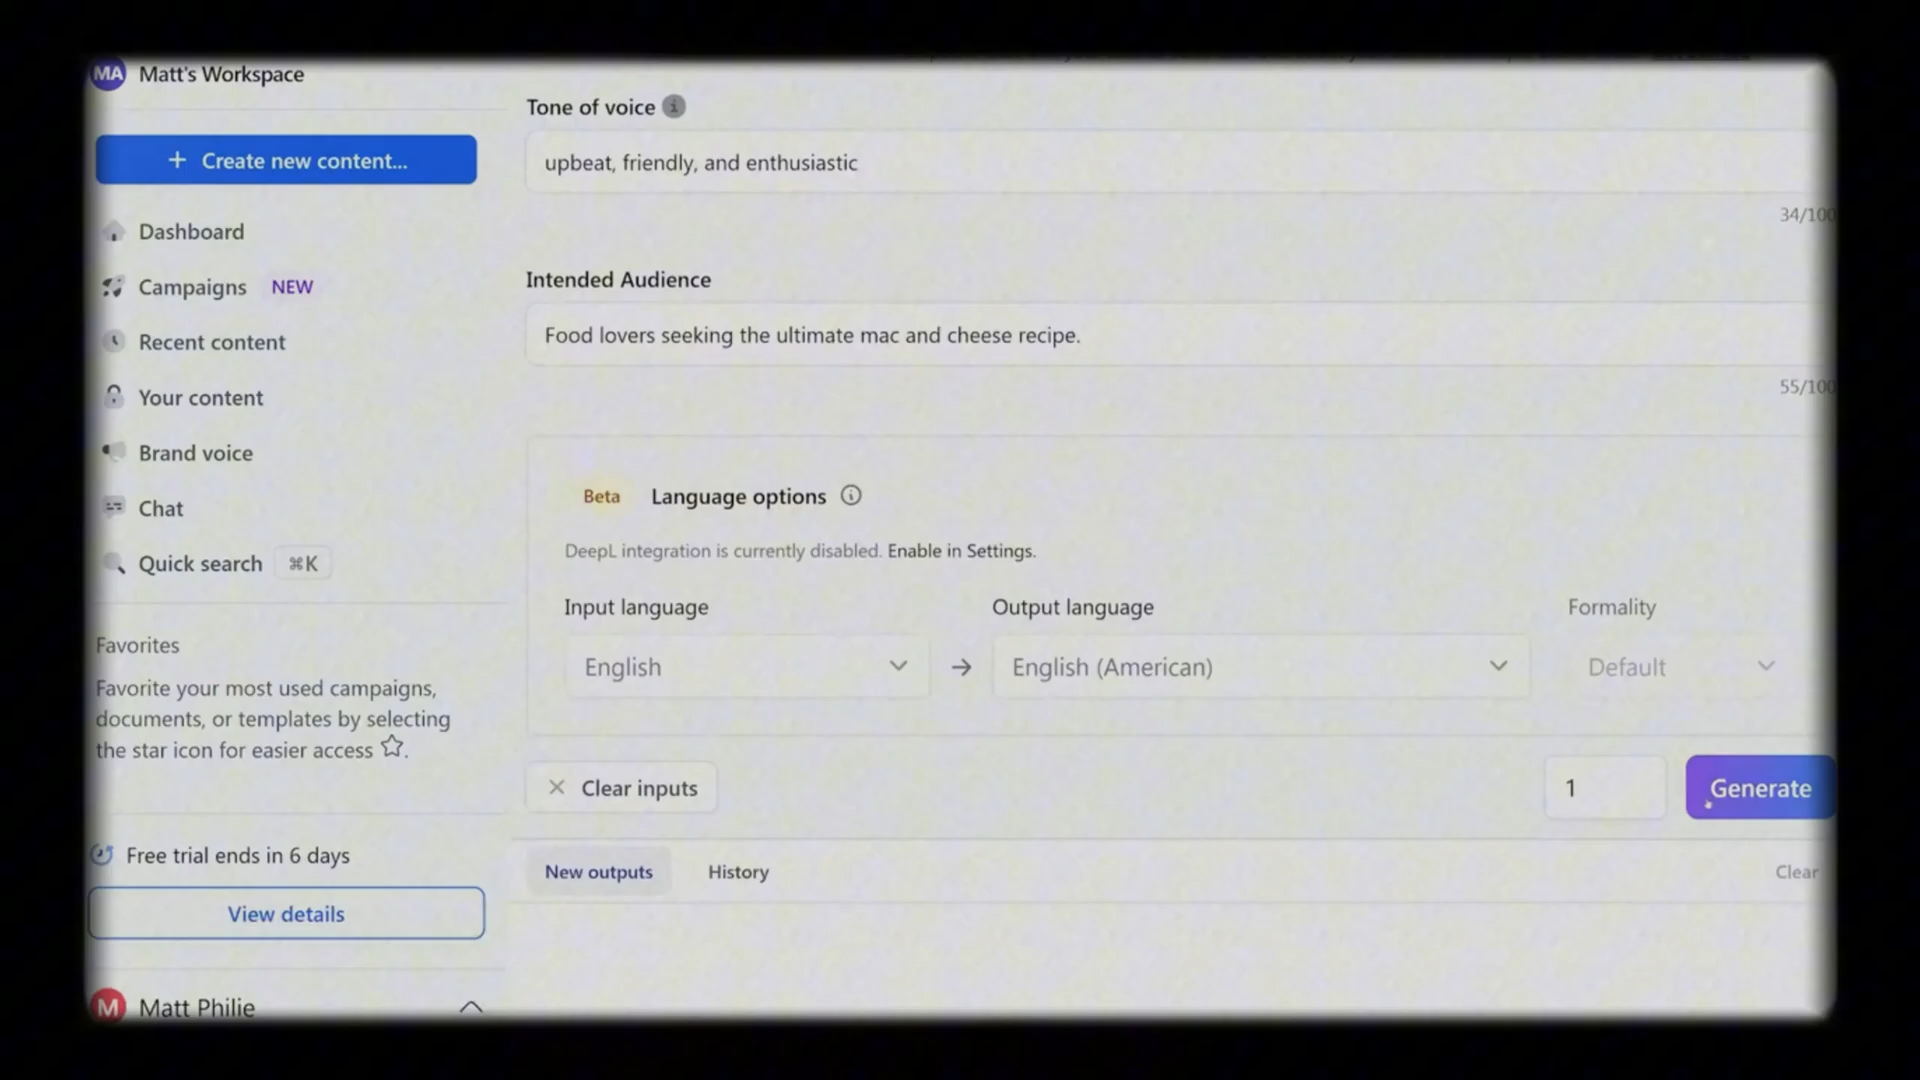 MA Matt's Workspace
+ Create new content...
Dashboard
Campaigns NEW
Recent content
Your content
Brand voice
Chat
Quick search ⌘K
Favorites
Favorite your most used campaigns,
documents, or templates by selecting
the star icon for easier access ☆.
Free trial ends in 6 days
View details
M Matt Philie
Tone of voice
upbeat, friendly, and enthusiastic
34/100
Intended Audience
Food lovers seeking the ultimate mac and cheese recipe.
55/100
Beta Language options
DeepL integration is currently disabled. Enable in Settings.
Input language
Output language
Formality
English
→
English (American)
Default
× Clear inputs
1
Generate
New outputs
History
Clear